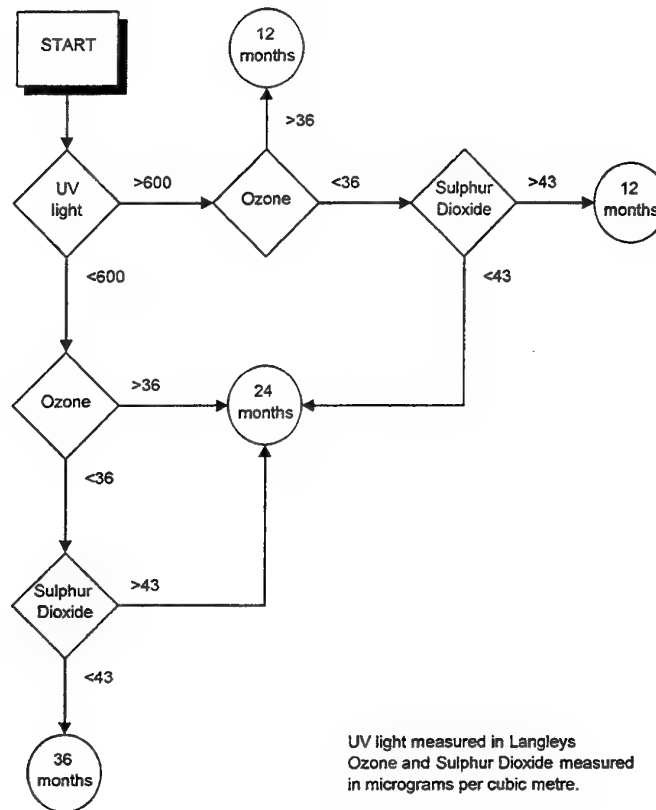 START
12
months
>36
UV
light
>600
Ozone
<36
Sulphur
Dioxide
>43
12
months
<600
<43
Ozone
>36
24
months
<36
Sulphur
Dioxide
>43
<43
36
months
UV light measured in Langleys
Ozone and Sulphur Dioxide measured
in micrograms per cubic metre.